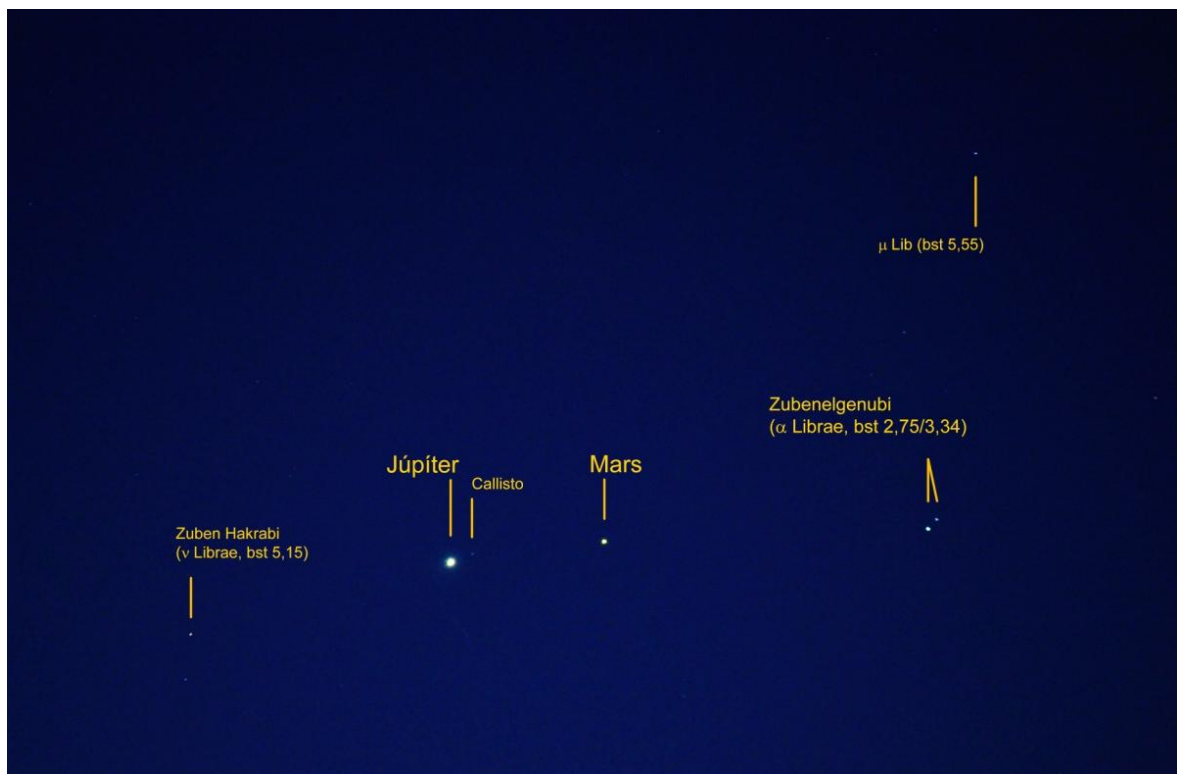 μ Lib (bst 5,55)
Zubenelgenubi
(α Librae, bst 2,75/3,34)
Júpíter
Mars
Callisto
Zuben Hakrabi
(ν Librae, bst 5,15)